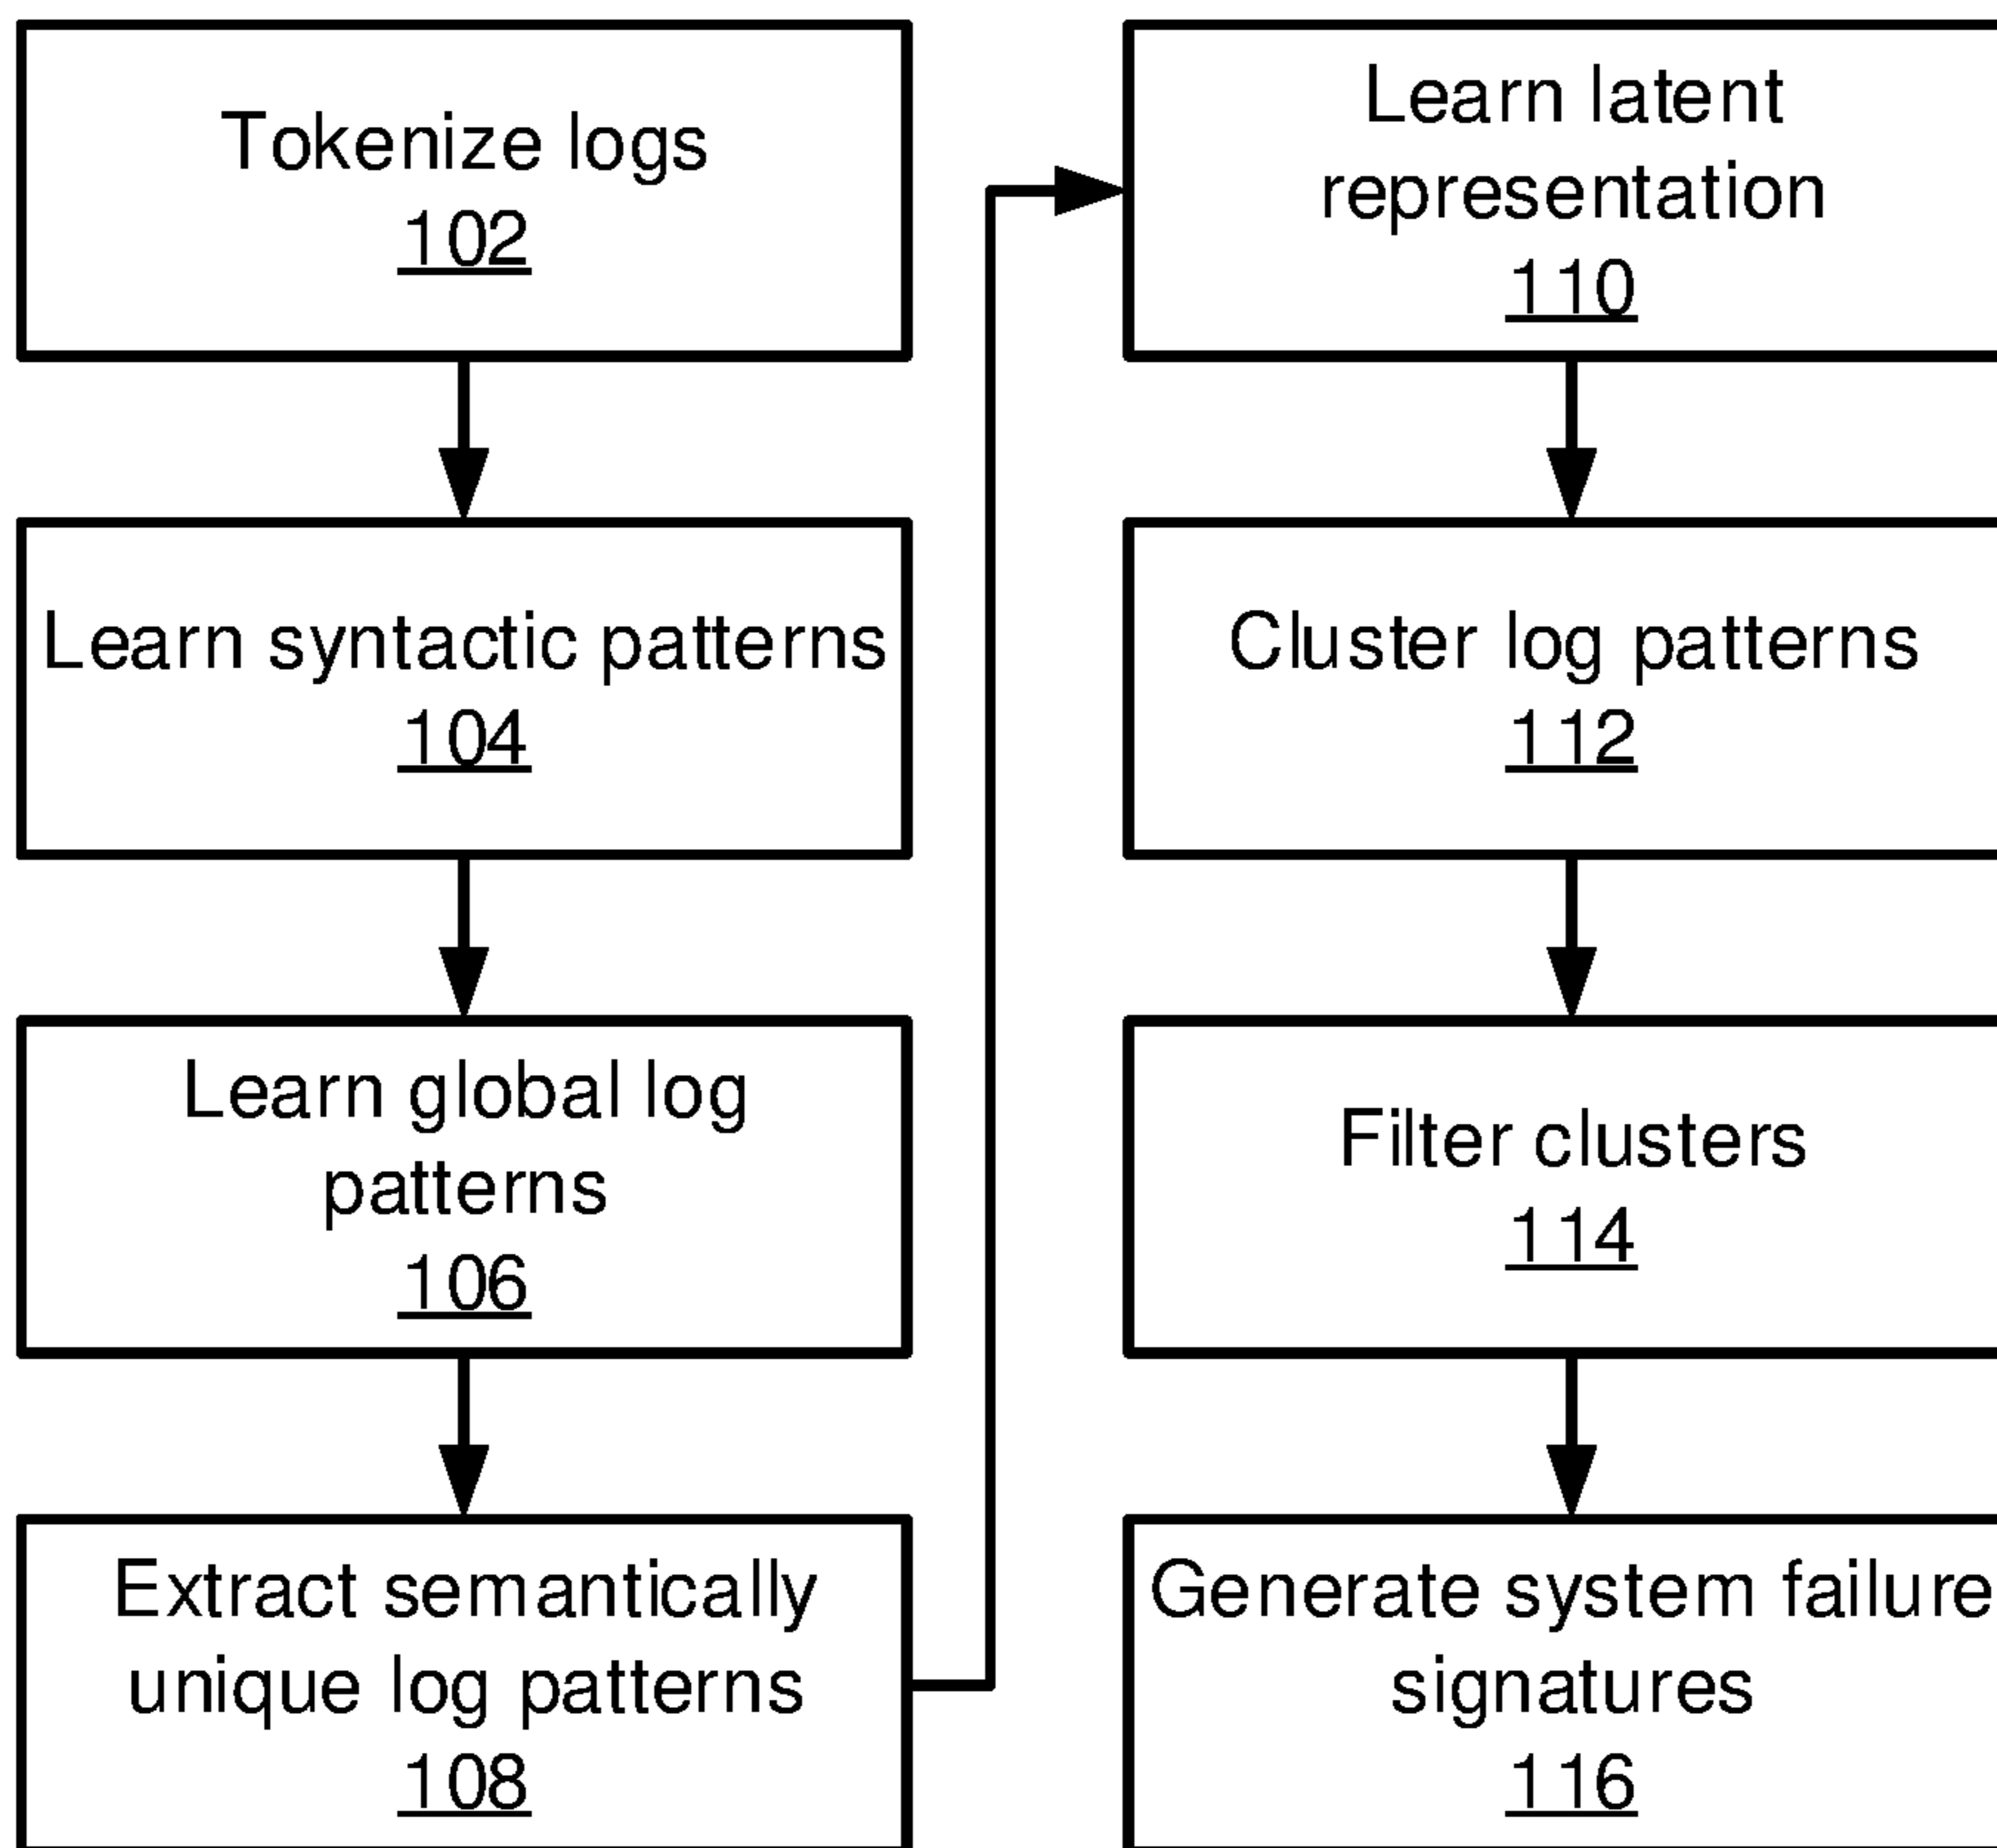 Tokenize logs
102
Learn syntactic patterns
104
Learn global log
patterns
106
Extract semantically
unique log patterns
108
Learn latent
representation
110
Cluster log patterns
112
Filter clusters
114
Generate system failure
signatures
116